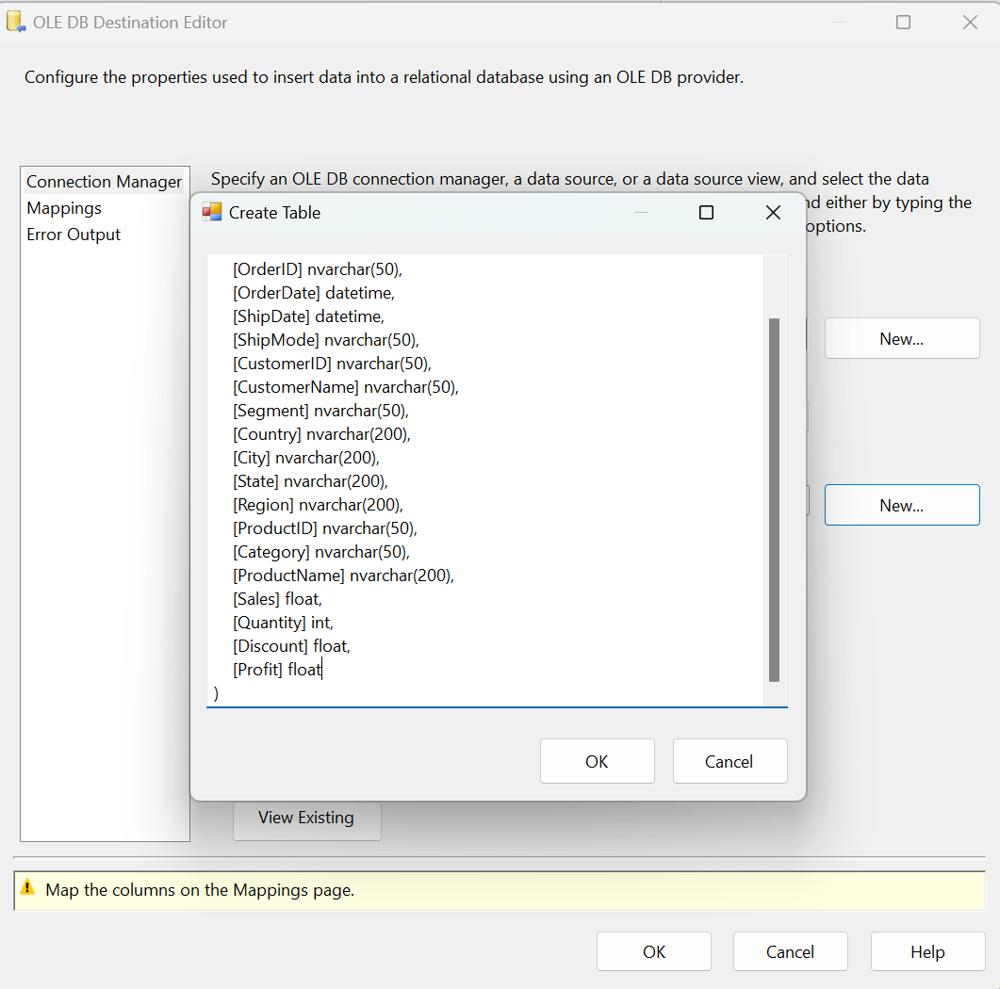 OLE DB Destination Editor
Configure the properties used to insert data into a relational database using an OLE DB provider.
Connection Manager
Mappings
Error Output
Specify an OLE DB connection manager, a data source, or a data source view, and select the data
either by typing the
options.
Create Table
[OrderID] nvarchar(50),
[OrderDate] datetime,
[ShipDate] datetime,
[ShipMode] nvarchar(50),
[CustomerID] nvarchar(50),
[CustomerName] nvarchar(50),
[Segment] nvarchar(50),
[Country] nvarchar(200),
[City] nvarchar(200),
[State] nvarchar(200),
[Region] nvarchar(200),
[ProductID] nvarchar(50),
[Category] nvarchar(50),
[ProductName] nvarchar(200),
[Sales] float,
[Quantity] int,
[Discount] float,
[Profit] float
)
OK
Cancel
New...
New...
View Existing
Map the columns on the Mappings page.
OK
Cancel
Help